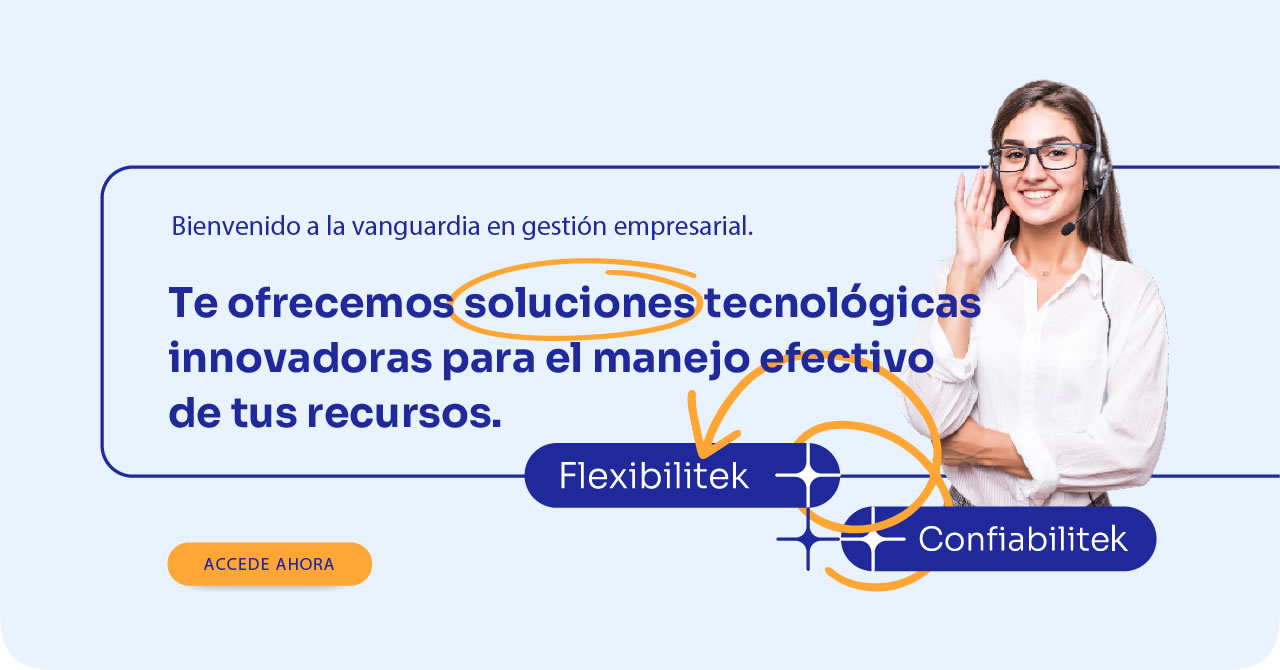 Bienvenido a la vanguardia en gestión empresarial.
Te ofrecemos soluciones tecnológicas
innovadoras para el manejo efectivo
de tus recursos.
Flexibilitek
Confiabilitek
ACCEDE AHORA